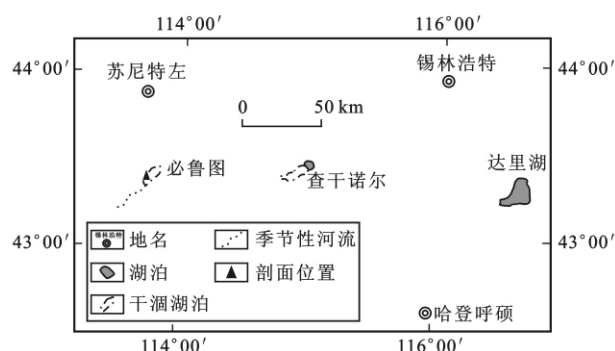 114°00′ 116°00′
44°00′ 44°00′
苏尼特左
锡林浩特
0 50 km
必鲁图
查干诺尔
达里湖
43°00′ 43°00′
锡林浩特 地名 季节性河流
湖泊 剖面位置
干涸湖泊
哈登呼硕
114°00′ 116°00′